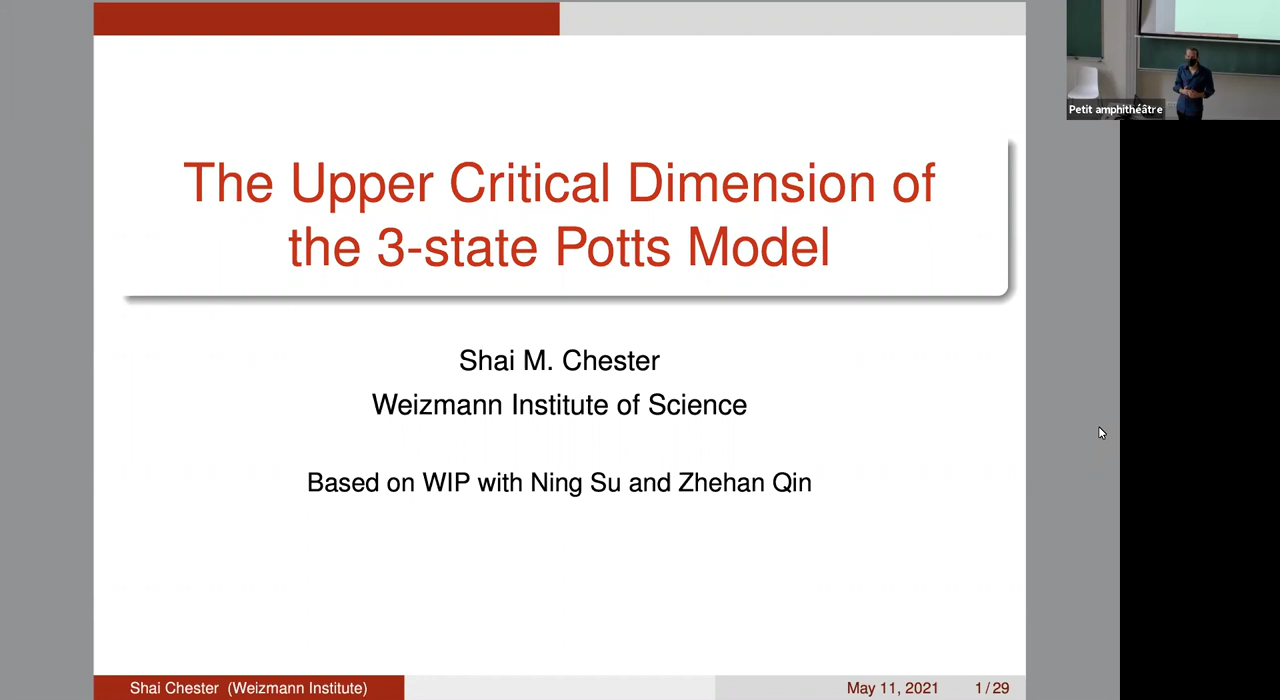 The Upper Critical Dimension of
the 3-state Potts Model
Shai M. Chester
Weizmann Institute of Science
Based on WIP with Ning Su and Zhehan Qin
Shai Chester (Weizmann Institute)
May 11, 2021
1 / 29
Petit amphithéâtre